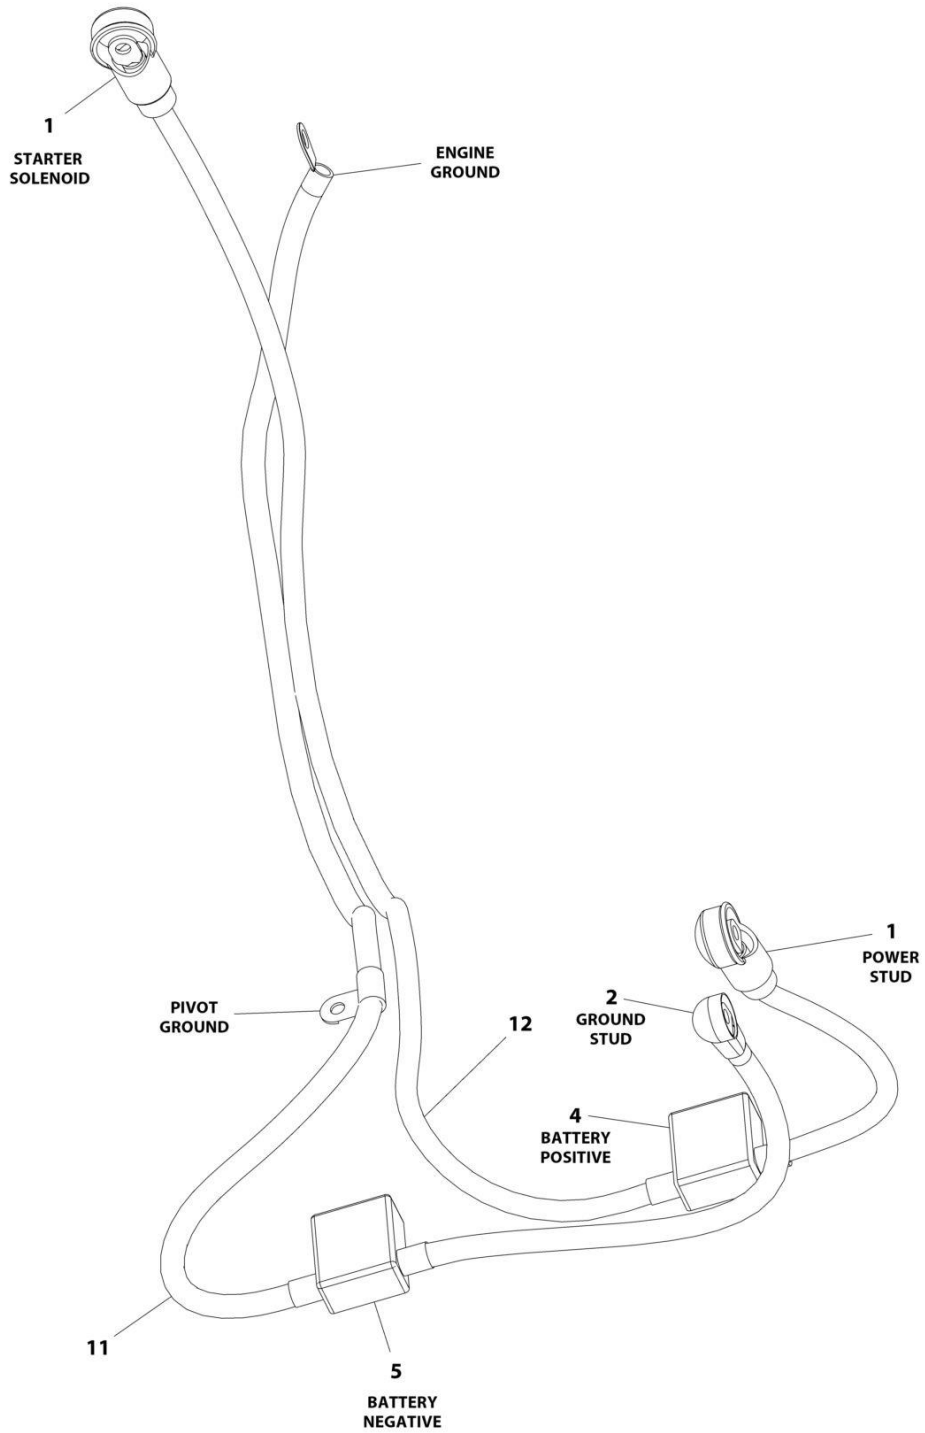 1
STARTER
SOLENOID
ENGINE
GROUND
1
POWER
STUD
2
GROUND
STUD
PIVOT
GROUND
12
4
BATTERY
POSITIVE
11
5
BATTERY
NEGATIVE